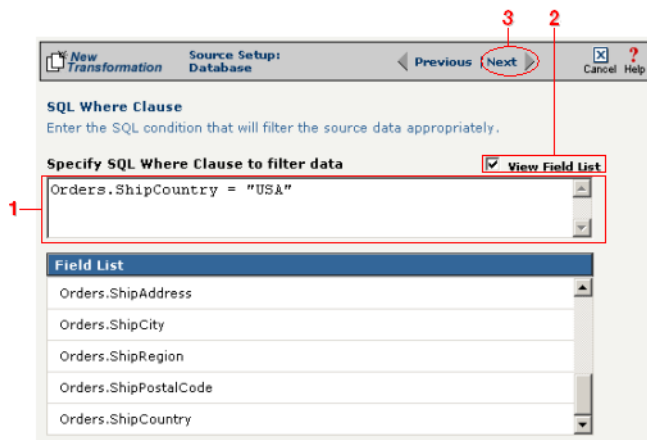 3
2
New Transformation
Source Setup: Database
Previous
Next
Cancel
?
Help
SQL Where Clause
Enter the SQL condition that will filter the source data appropriately.
Specify SQL Where Clause to filter data
View Field List
1
Orders.ShipCountry = "USA"
Field List
Orders.ShipAddress
Orders.ShipCity
Orders.ShipRegion
Orders.ShipPostalCode
Orders.ShipCountry